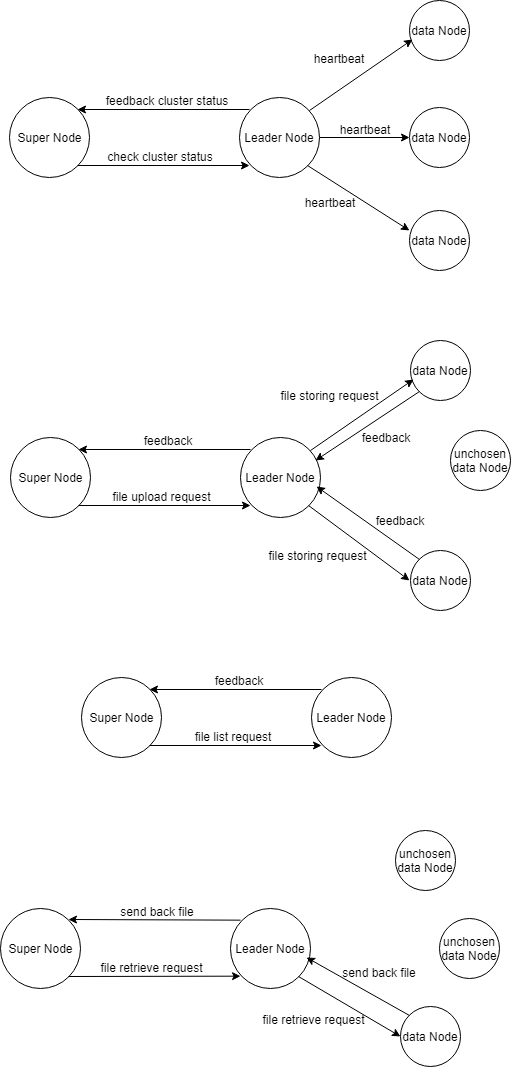 data Node
heartbeat
feedback cluster status
heartbeat
Super Node
Leader Node
data Node
check cluster status
heartbeat
data Node
data Node
file storing request
feedback
feedback
unchosen
data Node
Super Node
Leader Node
file upload request
feedback
file storing request
data Node
feedback
Super Node
Leader Node
file list request
unchosen
data Node
send back file
Super Node
Leader Node
unchosen
data Node
file retrieve request
send back file
file retrieve request
data Node